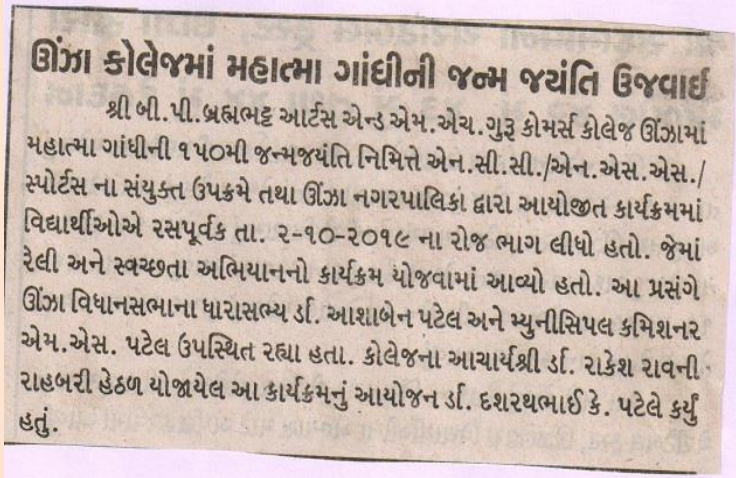 ઊંઝા કોલેજમાં મહાત્મા ગાંધીની જન્મ જયંતિ ઉજવાઈ
શ્રી બી.પી.બ્રહ્મભટ્ટ આર્ટસ એન્ડ એમ.એચ.ગુરૂ કોમર્સ કોલેજ ઊંઝામાં
મહાત્મા ગાંધીની ૧૫૦મી જન્મજયંતિ નિમિત્તે એન.સી.સી./એન.એસ.એસ./
સ્પોર્ટસ ના સંયુક્ત ઉપક્રમે તથા ઊંઝા નગરપાલિકા દ્વારા આયોજીત કાર્યક્રમમાં
વિદ્યાર્થીઓએ રસપૂર્વક તા. ૨-૧૦-૨૦૧૯ ના રોજ ભાગ લીધો હતો. જેમાં
રેલી અને સ્વચ્છતા અભિયાનનો કાર્યક્રમ યોજવામાં આવ્યો હતો. આ પ્રસંગે
ઊંઝા વિધાનસભાના ધારાસભ્ય ર્ડા. આશાબેન પટેલ અને મ્યુનીસિપલ કમિશનર
એમ.એસ. પટેલ ઉપસ્થિત રહ્યા હતા. કોલેજના આચાર્યશ્રી ર્ડા. રાકેશ રાવની
રાહબરી હેઠળ યોજાયેલ આ કાર્યક્રમનું આયોજન ર્ડા. દશરથભાઈ કે. પટેલે કર્યું
હતું.